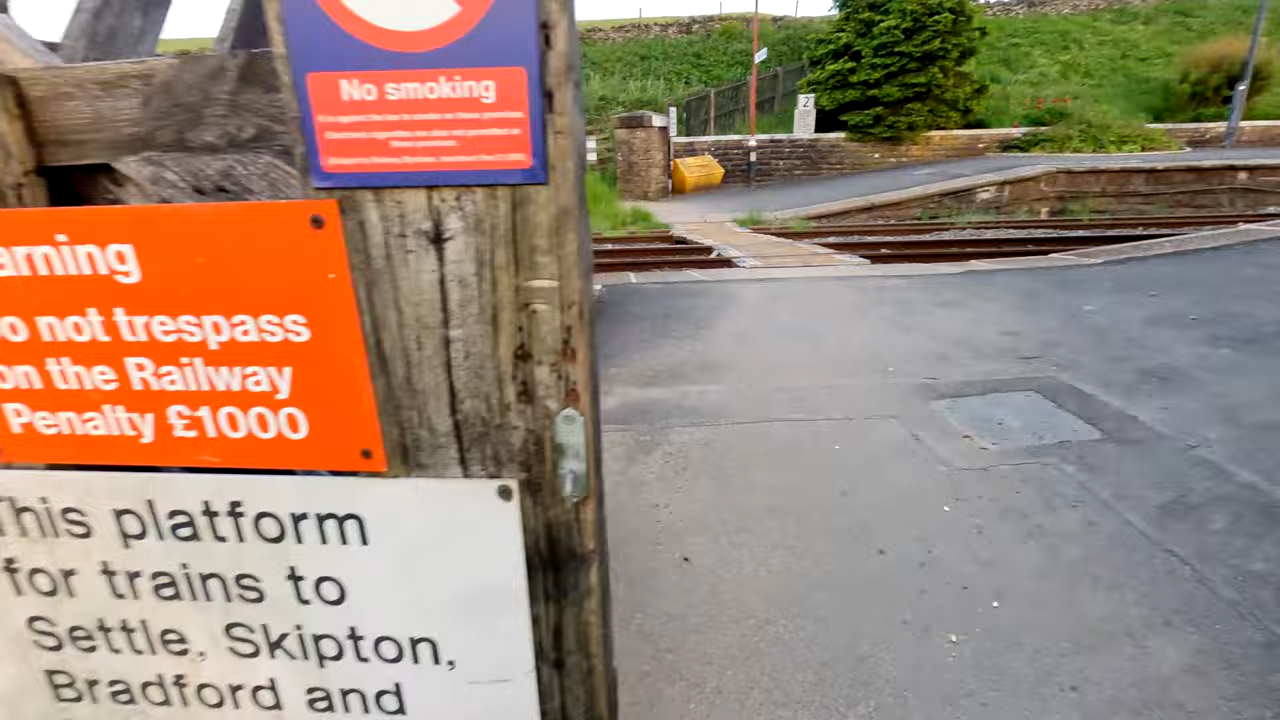 No smoking
arning
o not trespass
on the Railway
Penalty £1000
This platform
for trains to
Settle, Skipton,
Bradford and
2